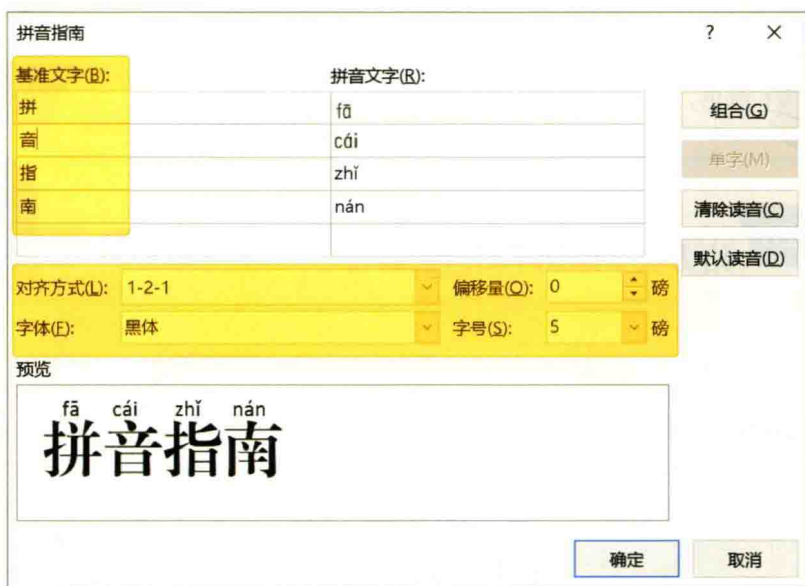 拼音指南 ? ×
基准文字(B): 拼音文字(R):
拼 fā
音 cái
指 zhǐ
南 nán
组合(G)
单字(M)
清除读音(C)
默认读音(D)
对齐方式(L): 1-2-1 偏移量(O): 0 磅
字体(F): 黑体 字号(S): 5 磅
预览
fā cái zhǐ nán
拼音指南
确定 取消